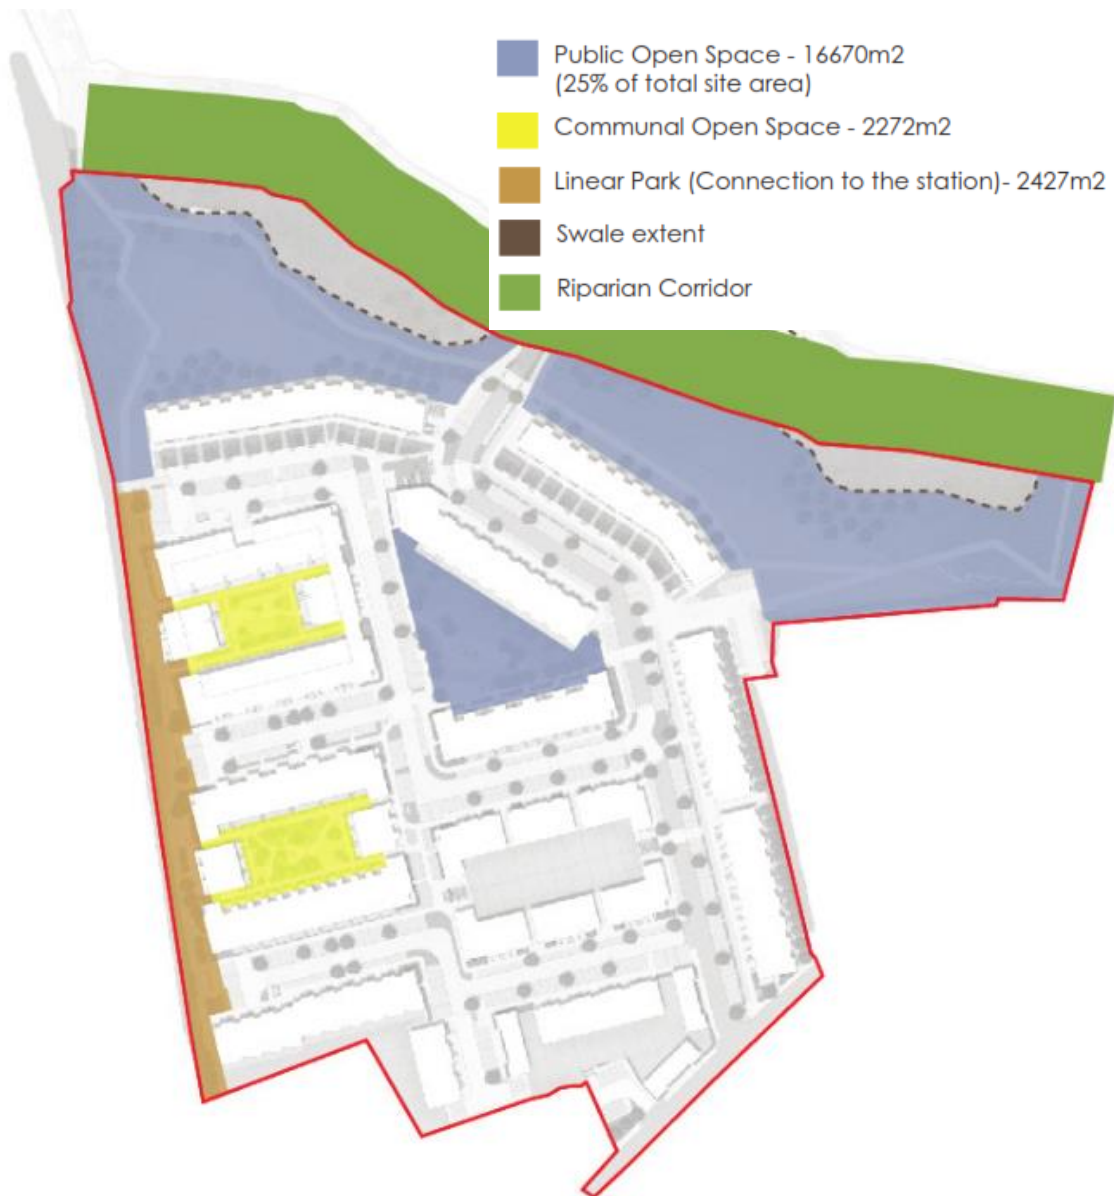 Public Open Space - 16670m2
(25% of total site area)
Communal Open Space - 2272m2
Linear Park (Connection to the station)- 2427m2
Swale extent
Riparian Corridor